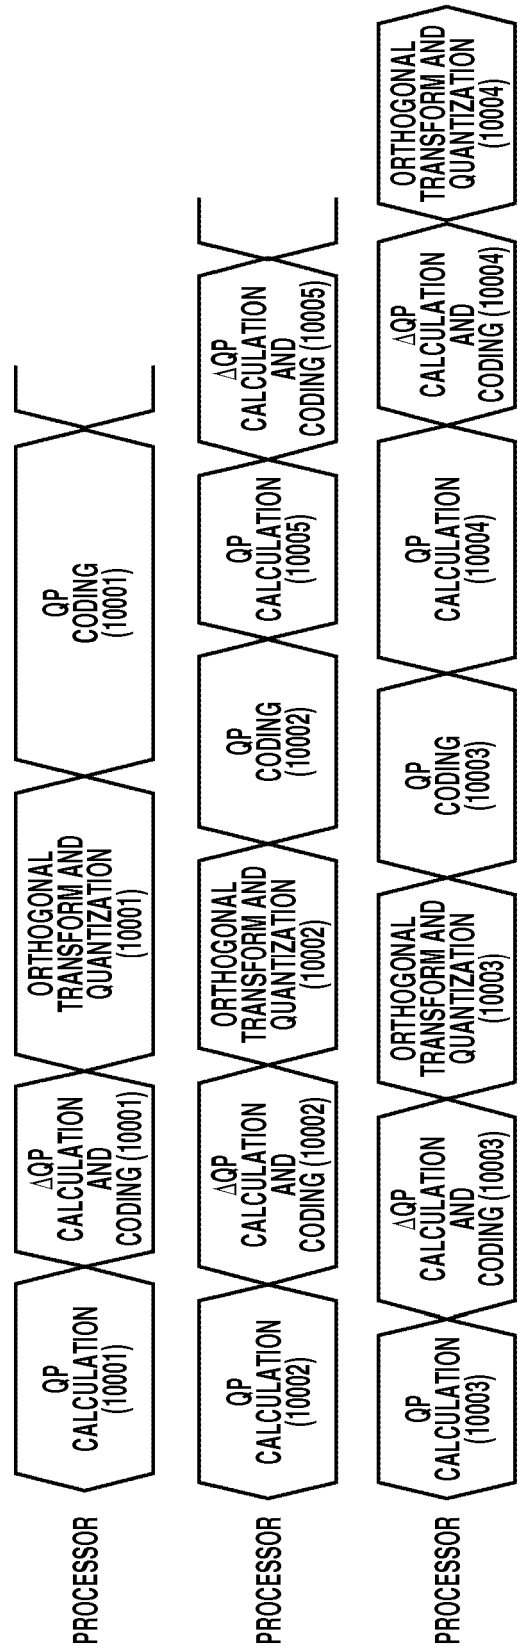 PROCESSOR
QP
CALCULATION
(10001)
ΔQP
CALCULATION
AND
CODING (10001)
ORTHOGONAL
TRANSFORM AND
QUANTIZATION
(10001)
QP
CODING
(10001)
PROCESSOR
QP
CALCULATION
(10002)
ΔQP
CALCULATION
AND
CODING (10002)
ORTHOGONAL
TRANSFORM AND
QUANTIZATION
(10002)
QP
CODING
(10002)
QP
CALCULATION
(10005)
ΔQP
CALCULATION
AND
CODING (10005)
PROCESSOR
QP
CALCULATION
(10003)
ΔQP
CALCULATION
AND
CODING (10003)
ORTHOGONAL
TRANSFORM AND
QUANTIZATION
(10003)
QP
CODING
(10003)
QP
CALCULATION
(10004)
ΔQP
CALCULATION
AND
CODING (10004)
ORTHOGONAL
TRANSFORM AND
QUANTIZATION
(10004)